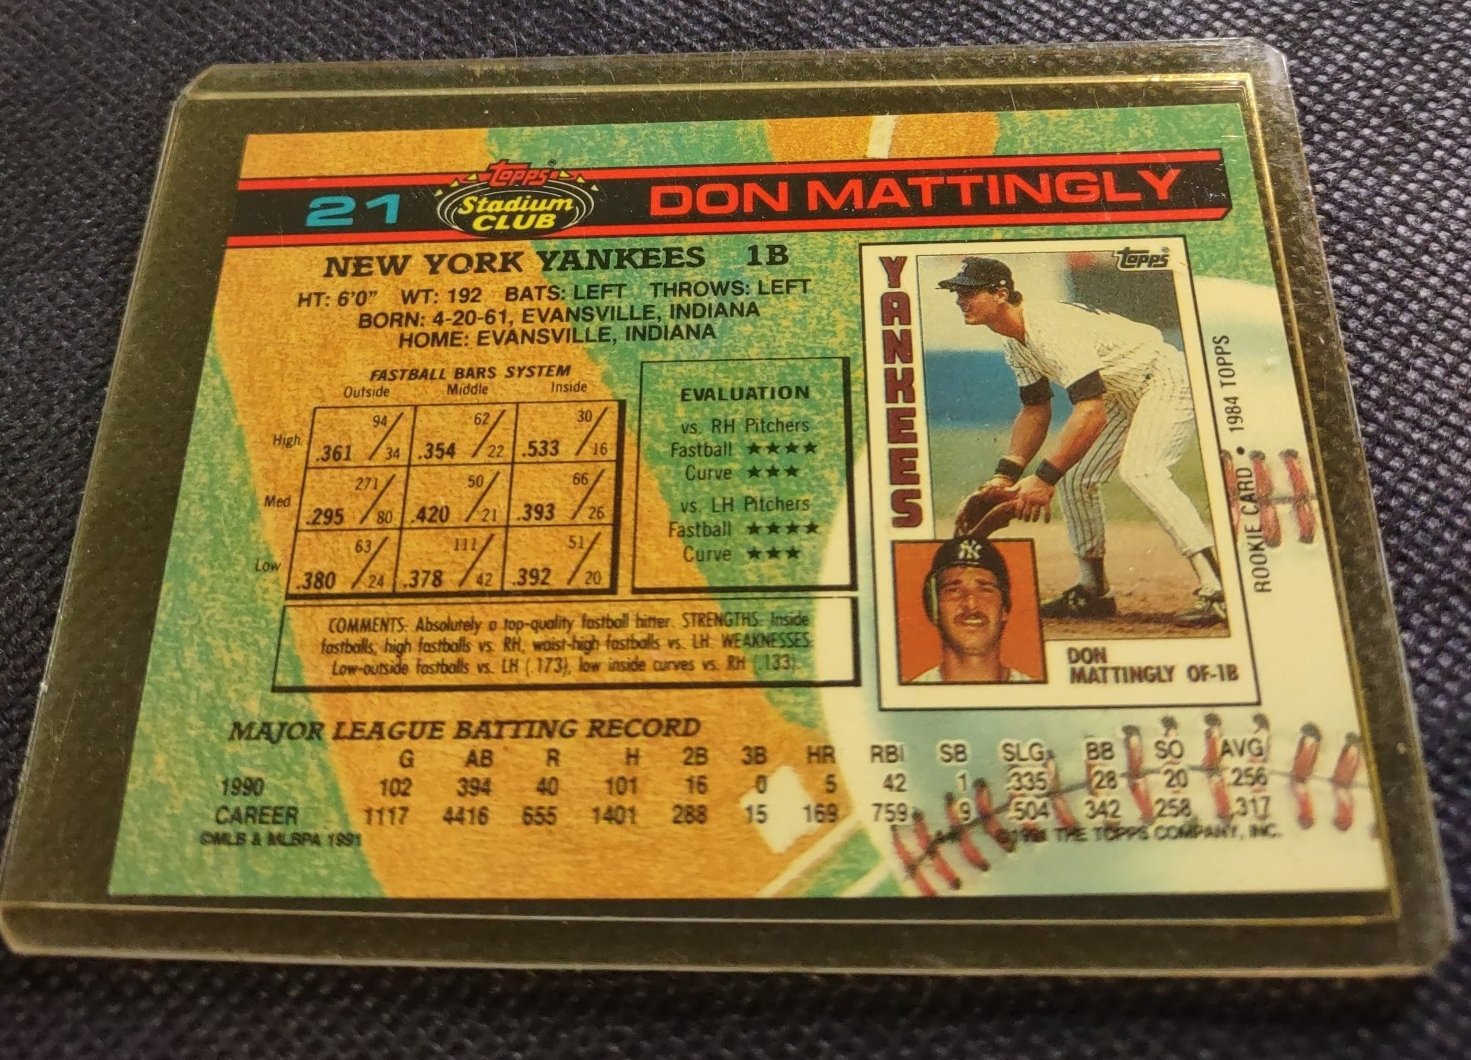 21 Topps® Stadium CLUB DON MATTINGLY
NEW YORK YANKEES 1B
HT: 6'0" WT: 192 BATS: LEFT THROWS: LEFT
BORN: 4-20-61, EVANSVILLE, INDIANA
HOME: EVANSVILLE, INDIANA
FASTBALL BARS SYSTEM
Outside Middle Inside
High .361 94/34 .354 62/22 .533 30/16
Med .295 271/80 .420 50/21 .393 66/26
Low .380 63/24 .378 111/42 .392 51/20
EVALUATION
vs. RH Pitchers
Fastball ★★★★
Curve ★★★
vs. LH Pitchers
Fastball ★★★★
Curve ★★★
COMMENTS: Absolutely a top-quality fastball hitter. STRENGTHS: Inside
fastballs, high fastballs vs. RH, waist-high fastballs vs. LH. WEAKNESSES:
Low-outside fastballs vs. LH (.173), low inside curves vs. RH (.133).
YANKEES
Topps®
NY
DON
MATTINGLY OF-1B
ROOKIE CARD • 1984 TOPPS
MAJOR LEAGUE BATTING RECORD
G AB R H 2B 3B HR RBI SB SLG BB SO AVG
1990 102 394 40 101 16 0 5 42 1 .335 28 20 .256
CAREER 1117 4416 655 1401 288 15 169 759 9 .504 342 258 .317
©MLB & MLBPA 1991 ©1991 THE TOPPS COMPANY, INC.